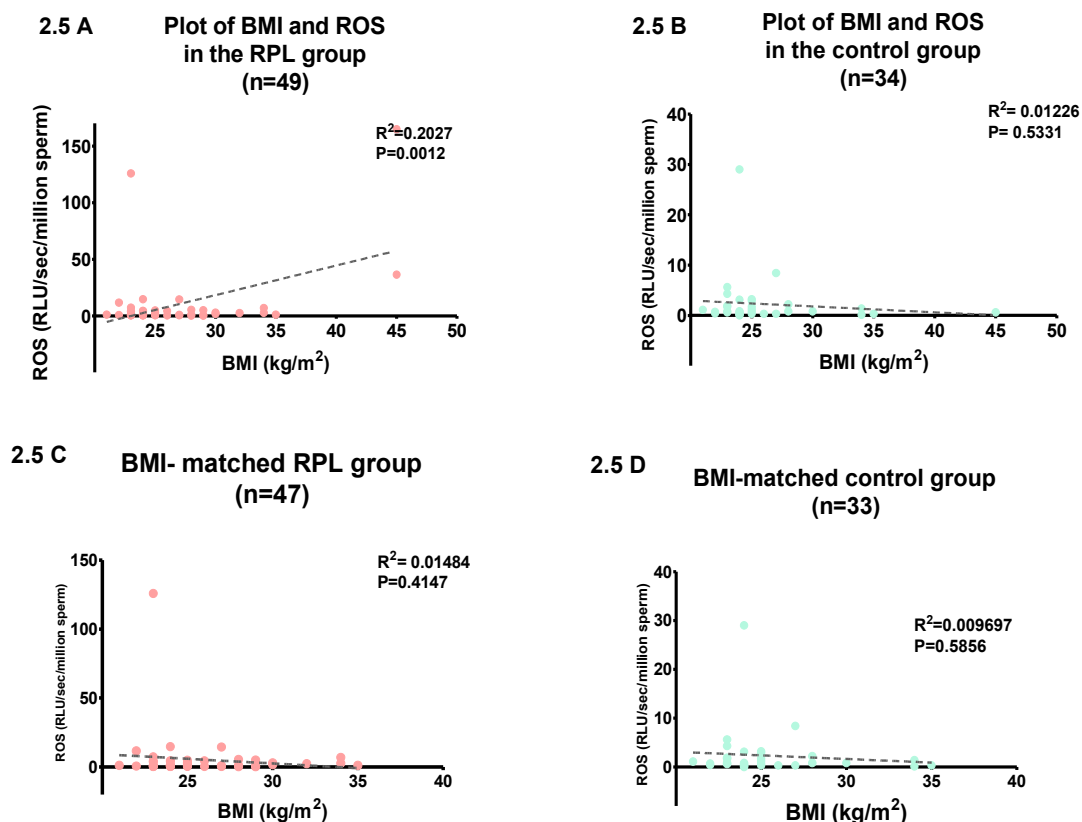 2.5 A
Plot of BMI and ROS
in the RPL group
(n=49)
R²=0.2027
P=0.0012
ROS (RLU/sec/million sperm)
150
100
50
0
25
30
35
40
45
50
BMI (kg/m²)
2.5 B
Plot of BMI and ROS
in the control group
(n=34)
R²= 0.01226
P= 0.5331
ROS (RLU/sec/million sperm)
40
30
20
10
0
25
30
35
40
45
50
BMI (kg/m²)
2.5 C
BMI- matched RPL group
(n=47)
R²= 0.01484
P=0.4147
ROS (RLU/sec/million sperm)
150
100
50
0
25
30
35
40
BMI (kg/m²)
2.5 D
BMI-matched control group
(n=33)
R²=0.009697
P=0.5856
ROS (RLU/sec/million sperm)
40
30
20
10
0
25
30
35
40
BMI (kg/m²)